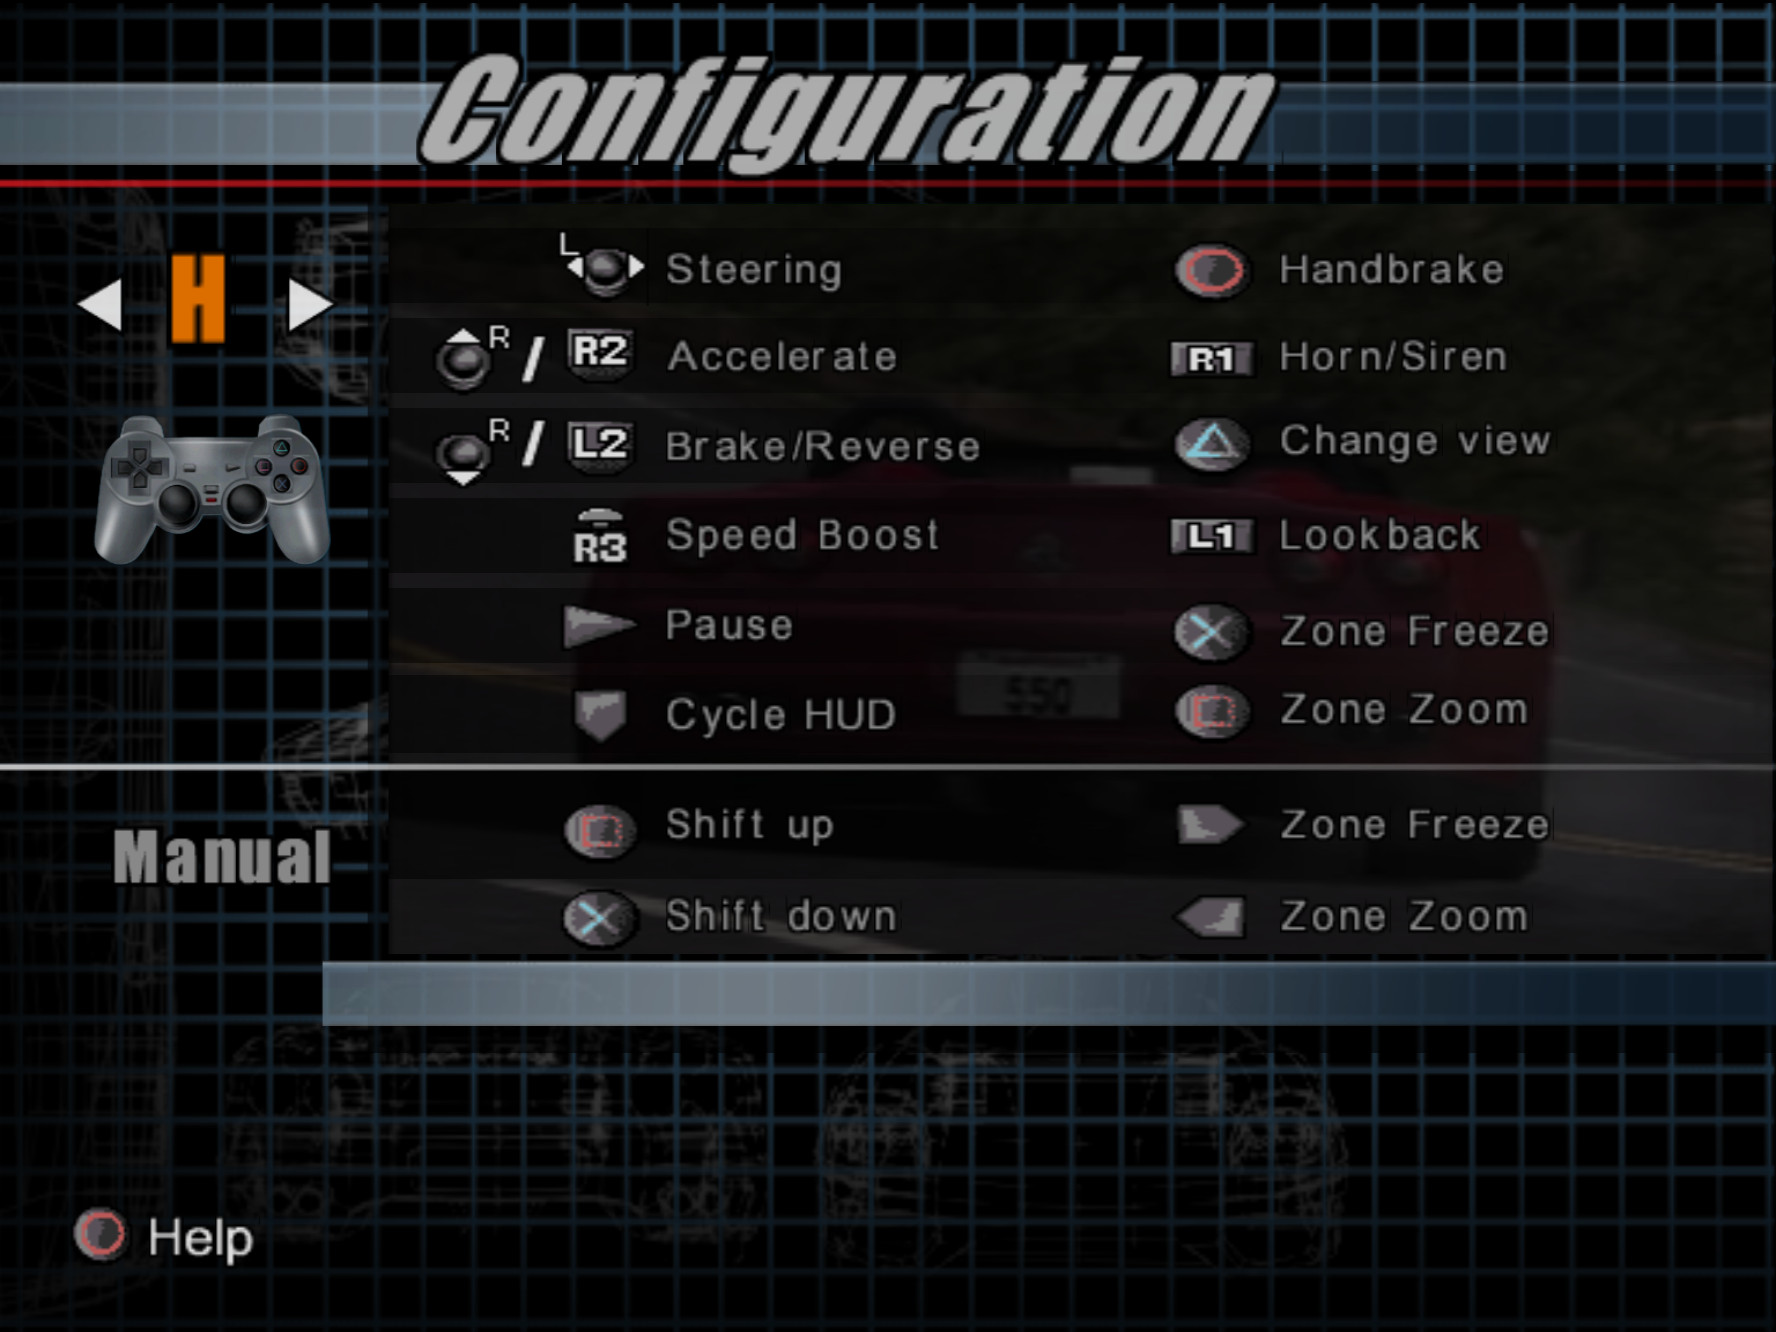 Configuration
H
L Steering
Handbrake
R / R2 Accelerate
R1 Horn/Siren
R / L2 Brake/Reverse
Change view
R3 Speed Boost
L1 Lookback
Pause
Zone Freeze
550
Cycle HUD
Zone Zoom
Manual
Shift up
Zone Freeze
Shift down
Zone Zoom
Help